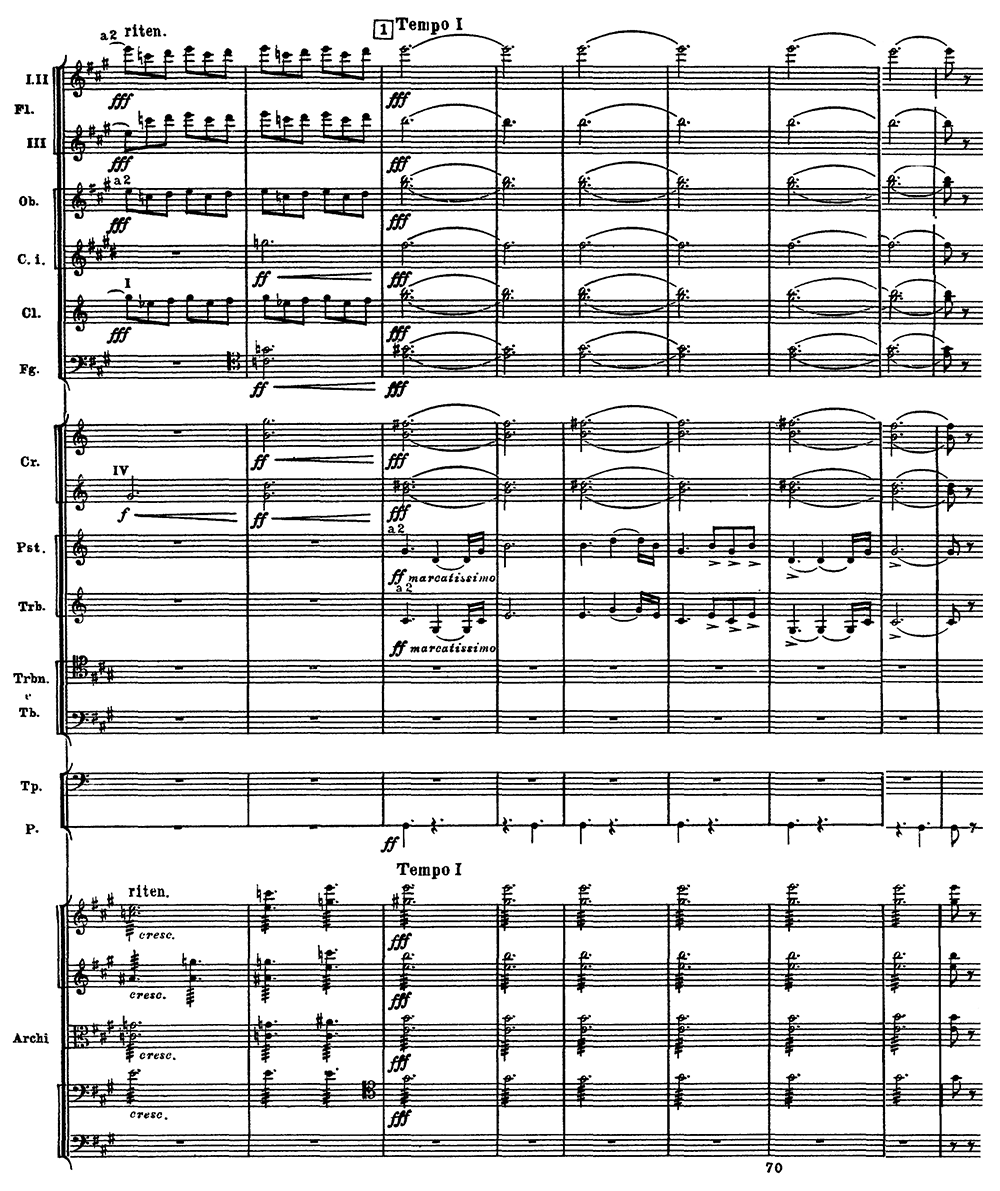 a2 riten. 1 Tempo I
I.II
fff fff
Fl.
III
fff fff
a2
Ob.
fff fff
C. i.
ff fff
I
Cl.
fff fff
Fg.
ff fff
Cr.
ff fff
IV
f ff fff
a2
Pst.
ff marcatissimo
a2
Trb.
ff marcatissimo
Trbn.
e
Tb.
Tp.
P.
ff
Tempo I
riten.
cresc. fff
cresc. fff
Archi
cresc. fff
cresc. fff
70